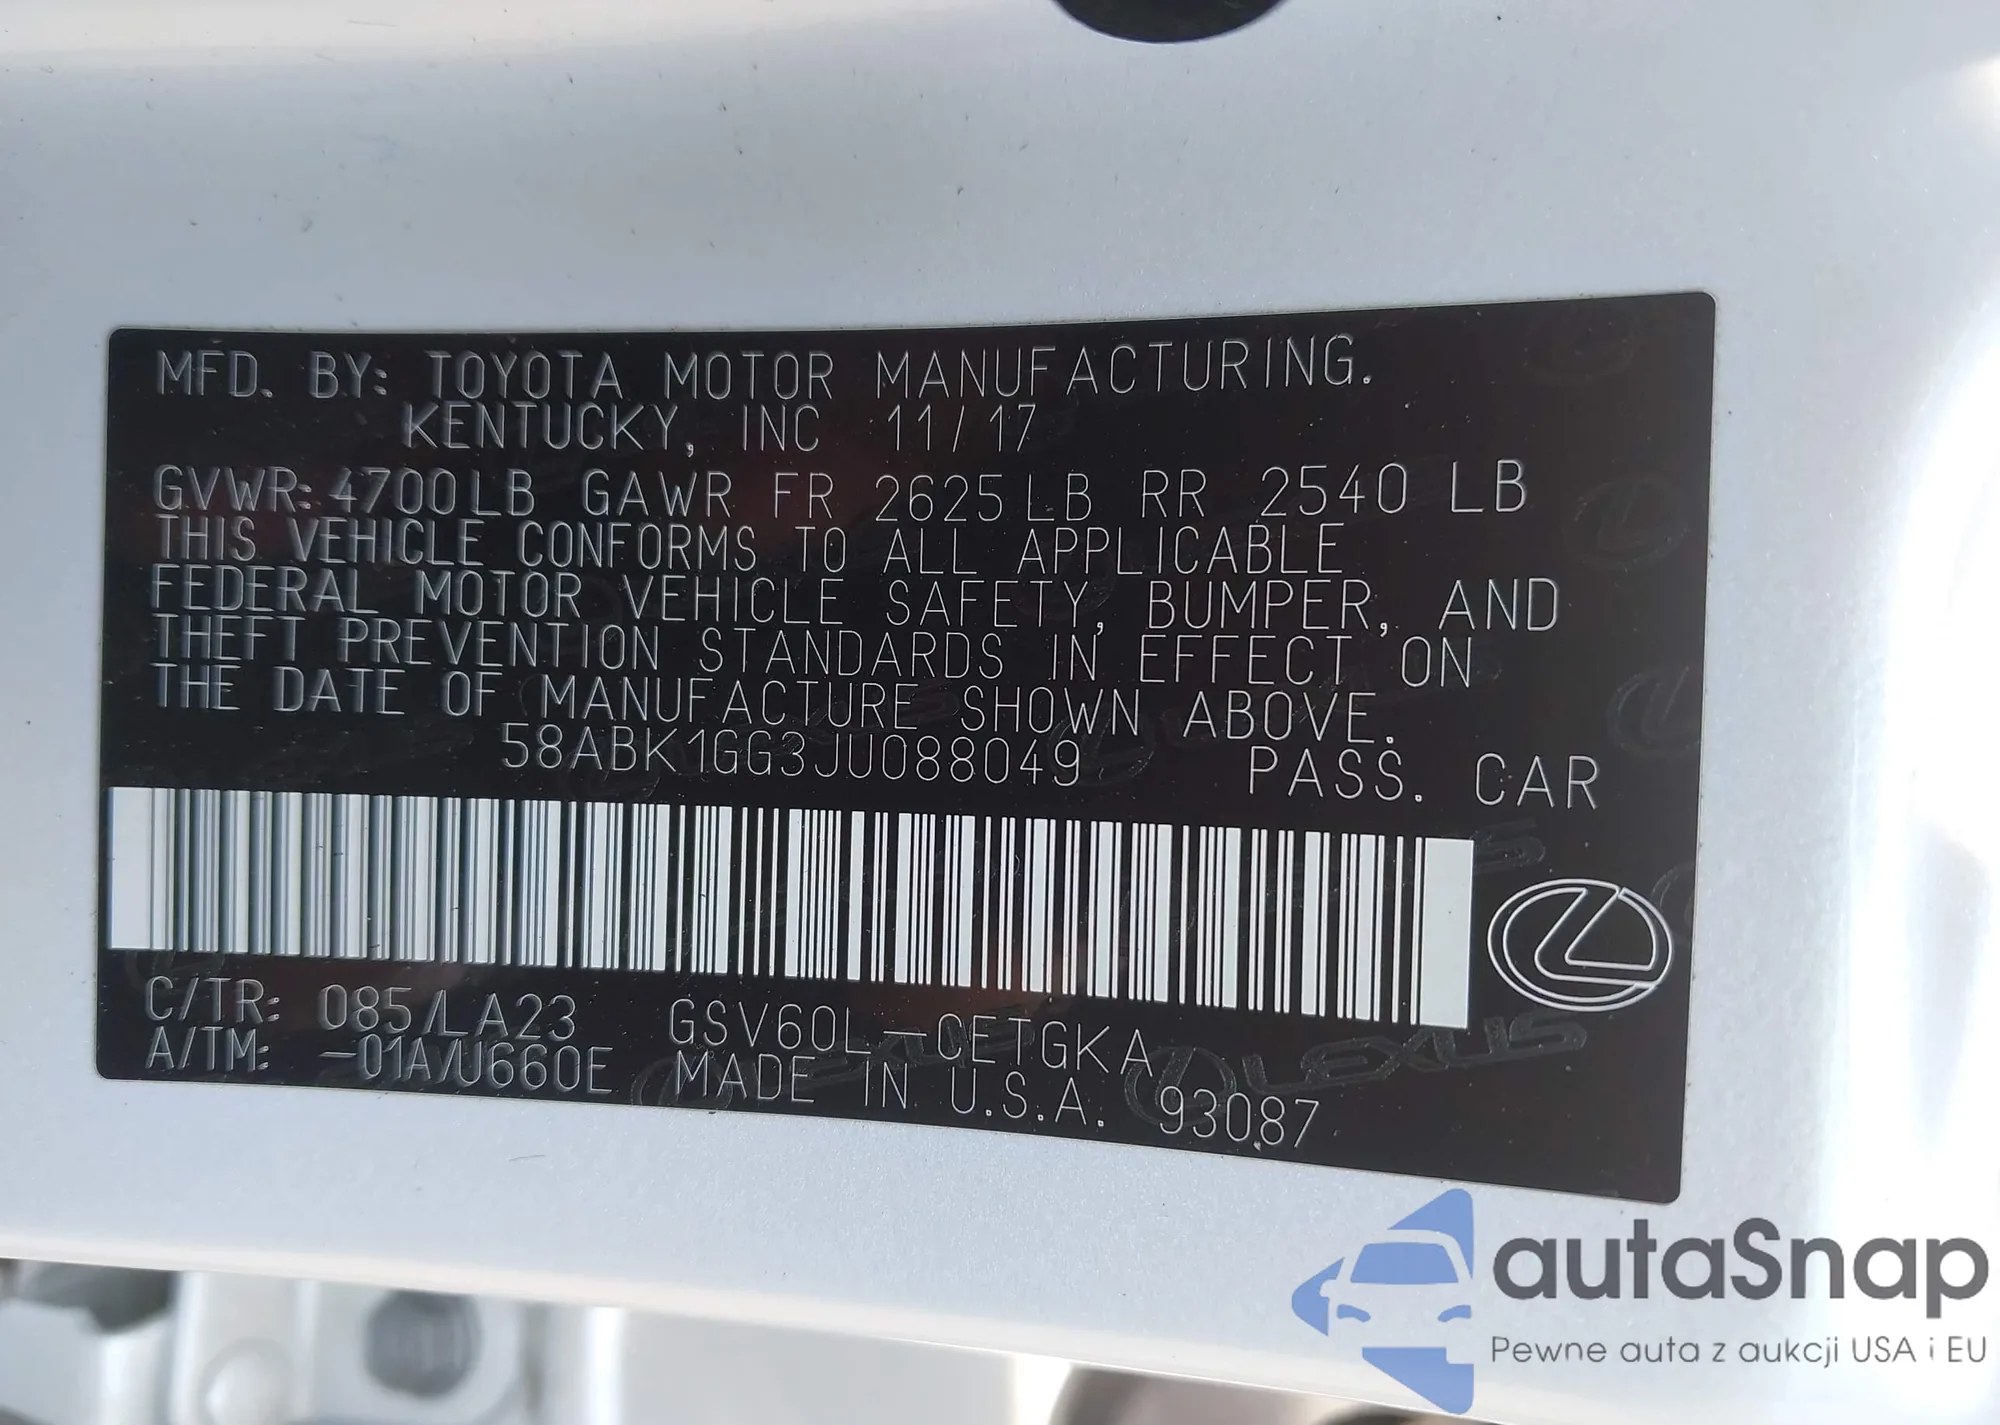 MFD. BY: TOYOTA MOTOR MANUFACTURING.
KENTUCKY, INC 11/17
GVWR: 4700LB GAWR FR 2625LB RR 2540 LB
THIS VEHICLE CONFORMS TO ALL APPLICABLE
FEDERAL MOTOR VEHICLE SAFETY, BUMPER, AND
THEFT PREVENTION STANDARDS IN EFFECT ON
THE DATE OF MANUFACTURE SHOWN ABOVE.
58ABK1GG3JU088049 PASS. CAR
C/TR: 085/LA23 GSV60L-CETGKA
A/TM: -01A/U660E MADE IN U.S.A. 93087
LEXUS
autaSnap
Pewne auta z aukcji USA i EU